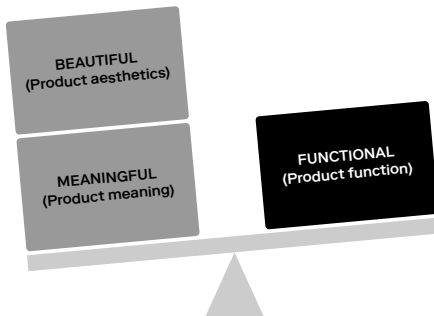 BEAUTIFUL
(Product aesthetics)
MEANINGFUL
(Product meaning)
FUNCTIONAL
(Product function)